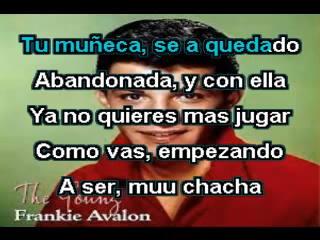 Tu muñeca, se a quedado
Abandonada, y con ella
Ya no quieres mas jugar
Como vas, empezando
A ser, muu chacha
The Young
Frankie Avalon